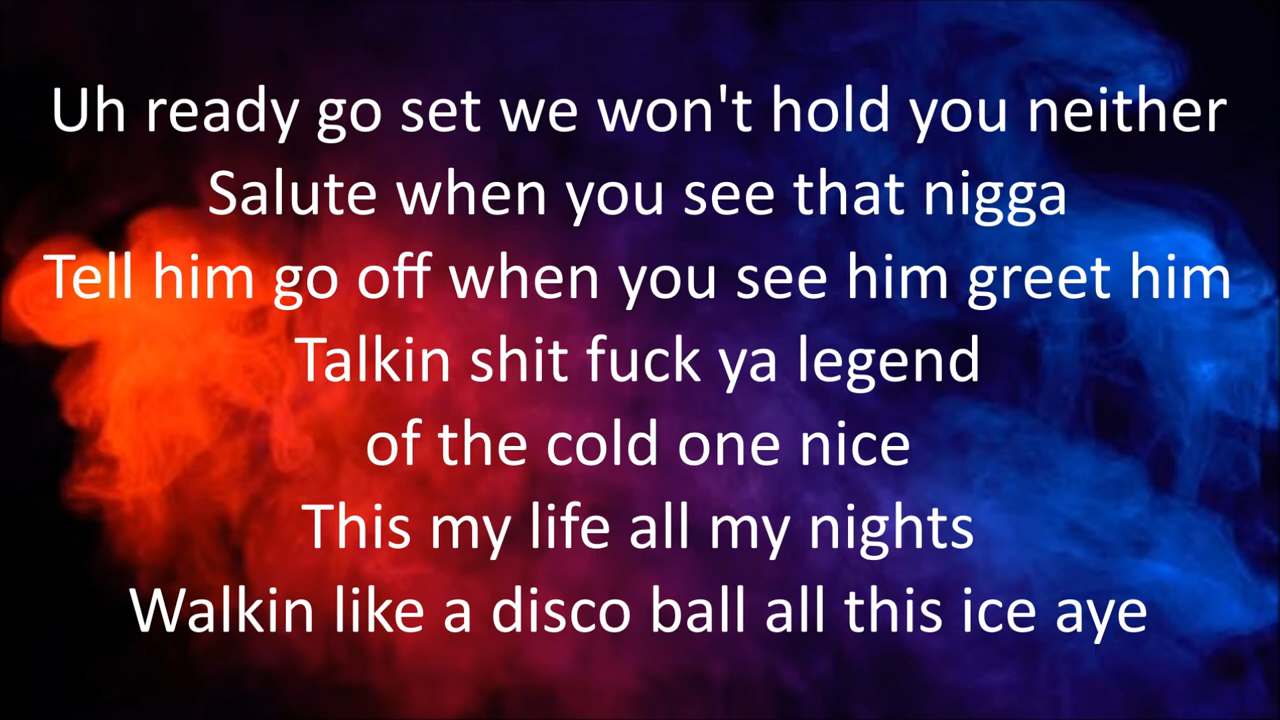 Uh ready go set we won't hold you neither
Salute when you see that nigga
Tell him go off when you see him greet him
Talkin shit fuck ya legend
of the cold one nice
This my life all my nights
Walkin like a disco ball all this ice aye